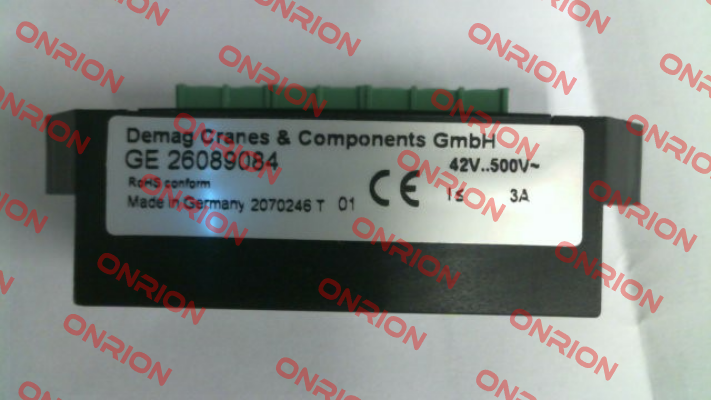 Demag Cranes & Components GmbH
GE 26089084 42V..500V~
RoHS conform CE I ≤ 3A
Made in Germany 2070246 T 01
ONRION